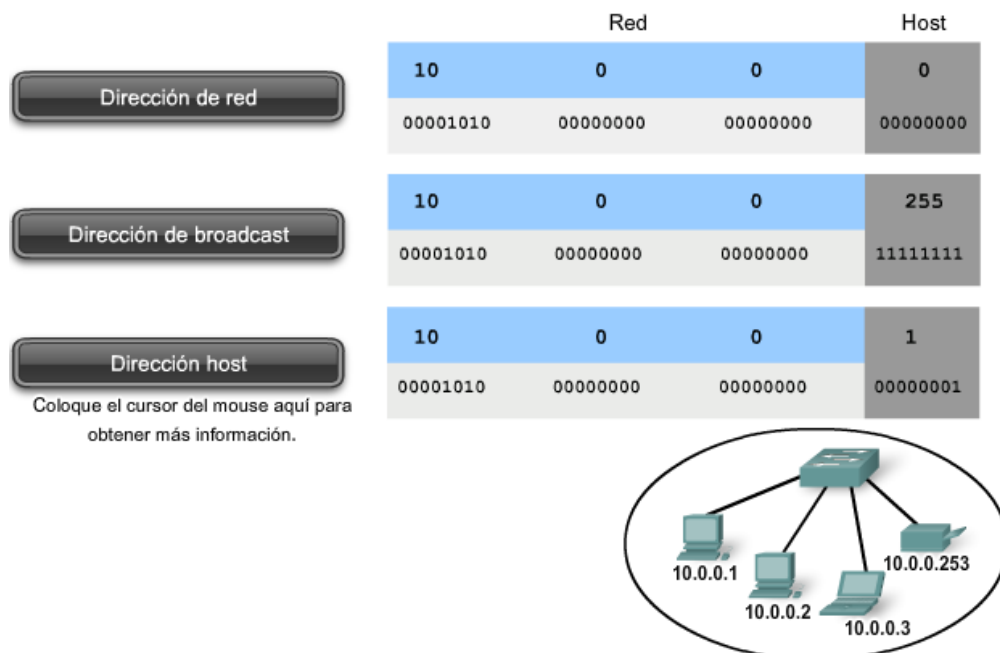 Red Host
Dirección de red
10 0 0 0
00001010 00000000 00000000 00000000
Dirección de broadcast
10 0 0 255
00001010 00000000 00000000 11111111
Dirección host
10 0 0 1
00001010 00000000 00000000 00000001
Coloque el cursor del mouse aquí para
obtener más información.
10.0.0.1
10.0.0.2
10.0.0.3
10.0.0.253